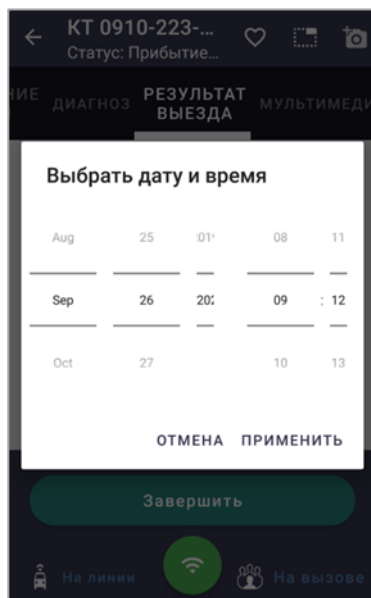 КТ 0910-223-...
Статус: Прибытие...
ДИАГНОЗ
РЕЗУЛЬТАТ
ВЫЕЗДА
Выбрать дату и время
Aug 25 08 11
Sep 26 09 : 12
Oct 27 10 13
ОТМЕНА ПРИМЕНИТЬ
Завершить
На линии На вызове